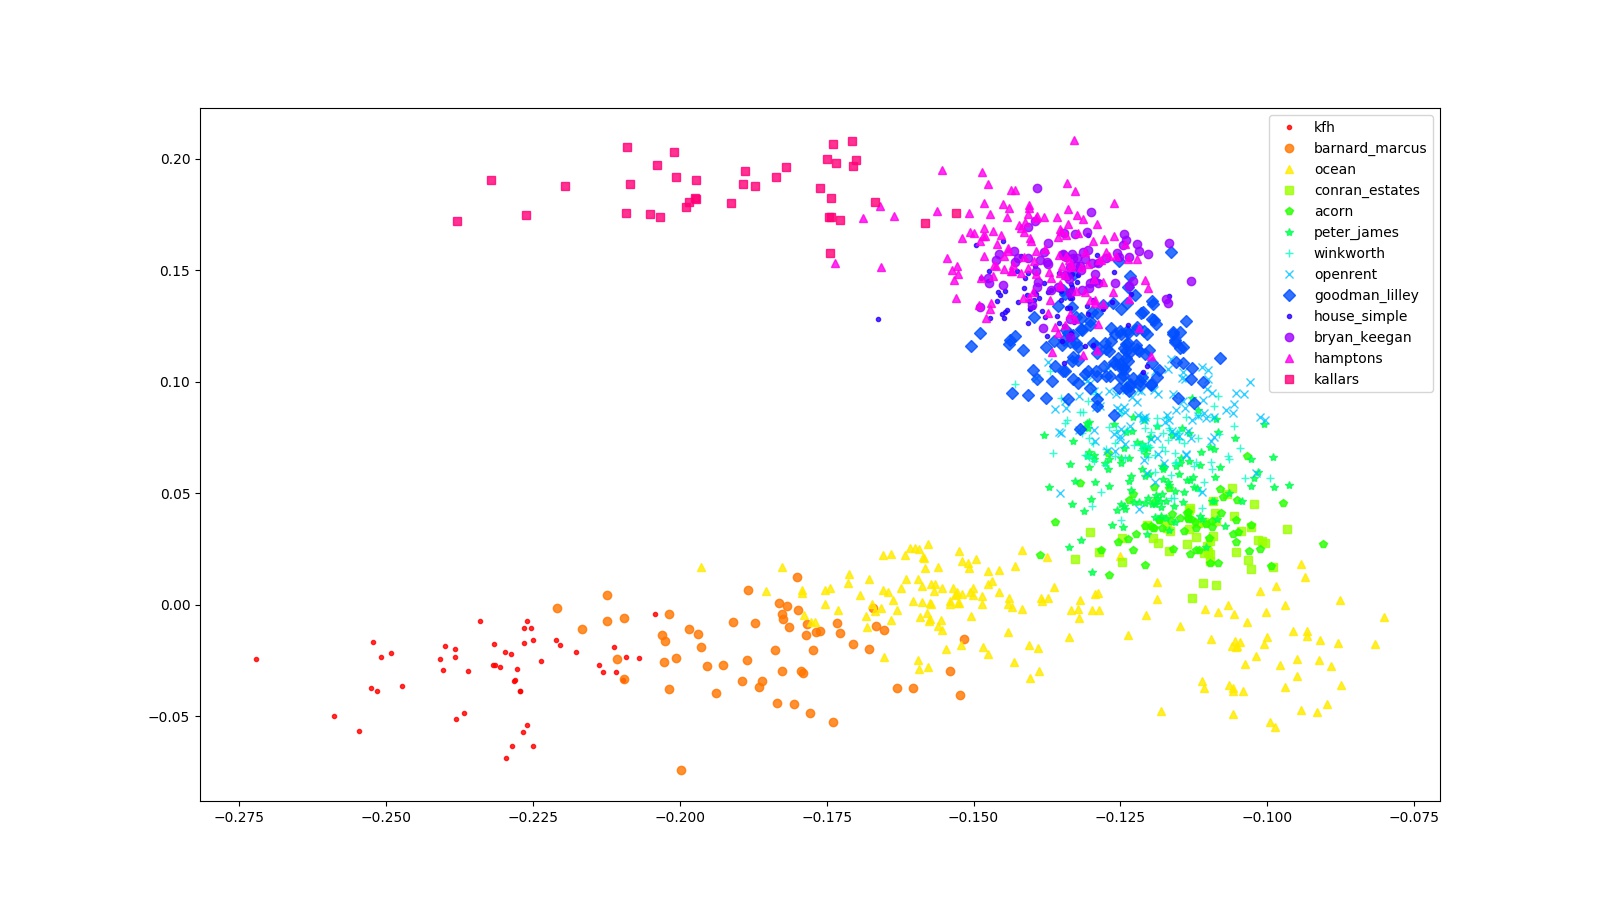 kfh
barnard_marcus
ocean
conran_estates
acorn
peter_james
winkworth
openrent
goodman_lilley
house_simple
bryan_keegan
hamptons
kallars
0.20
0.15
0.10
0.05
0.00
−0.05
−0.275 −0.250 −0.225 −0.200 −0.175 −0.150 −0.125 −0.100 −0.075